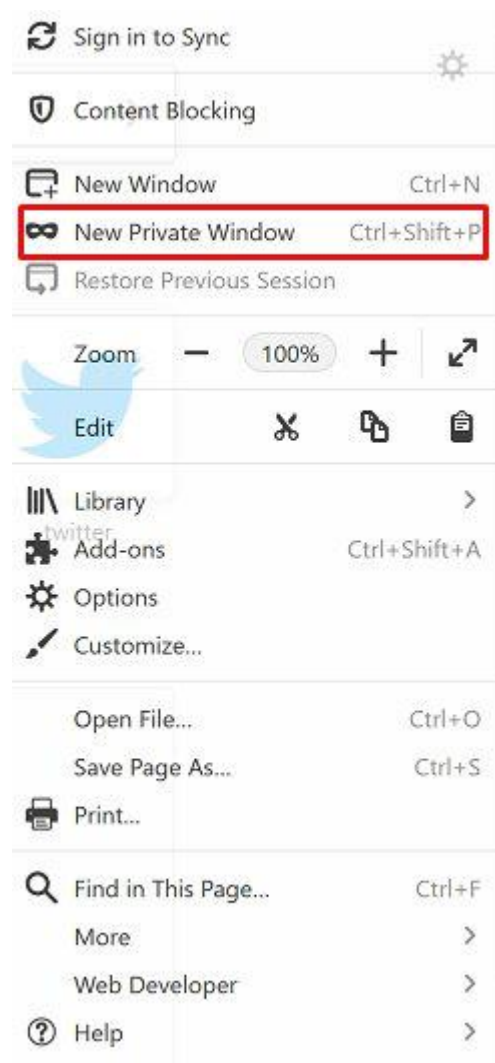 Sign in to Sync
Content Blocking
New Window Ctrl+N
New Private Window Ctrl+Shift+P
Restore Previous Session
Zoom 100%
Edit
Library
twitter
Add-ons Ctrl+Shift+A
Options
Customize...
Open File... Ctrl+O
Save Page As... Ctrl+S
Print...
Find in This Page... Ctrl+F
More
Web Developer
Help